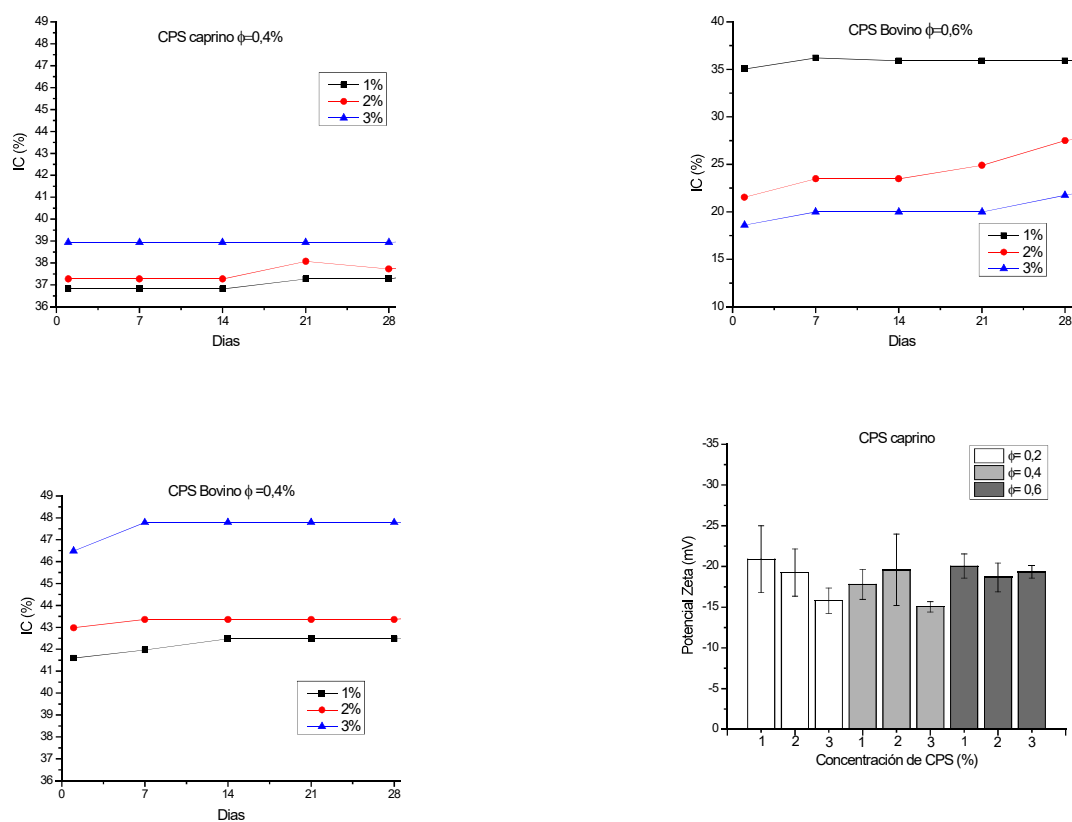 CPS caprino ϕ=0,4%
1%
2%
3%
IC (%)
49
48
47
46
45
44
43
42
41
40
39
38
37
36
0 7 14 21 28
Dias
CPS Bovino ϕ=0,6%
IC (%)
40
35
30
25
20
15
10
1%
2%
3%
0 7 14 21 28
Dias
CPS Bovino ϕ =0,4%
IC (%)
49
48
47
46
45
44
43
42
41
40
39
38
37
36
1%
2%
3%
0 7 14 21 28
Dias
CPS caprino
ϕ= 0,2
ϕ= 0,4
ϕ= 0,6
Potencial Zeta (mV)
-35
-30
-25
-20
-15
-10
-5
0
1 2 3 1 2 3 1 2 3
Concentración de CPS (%)